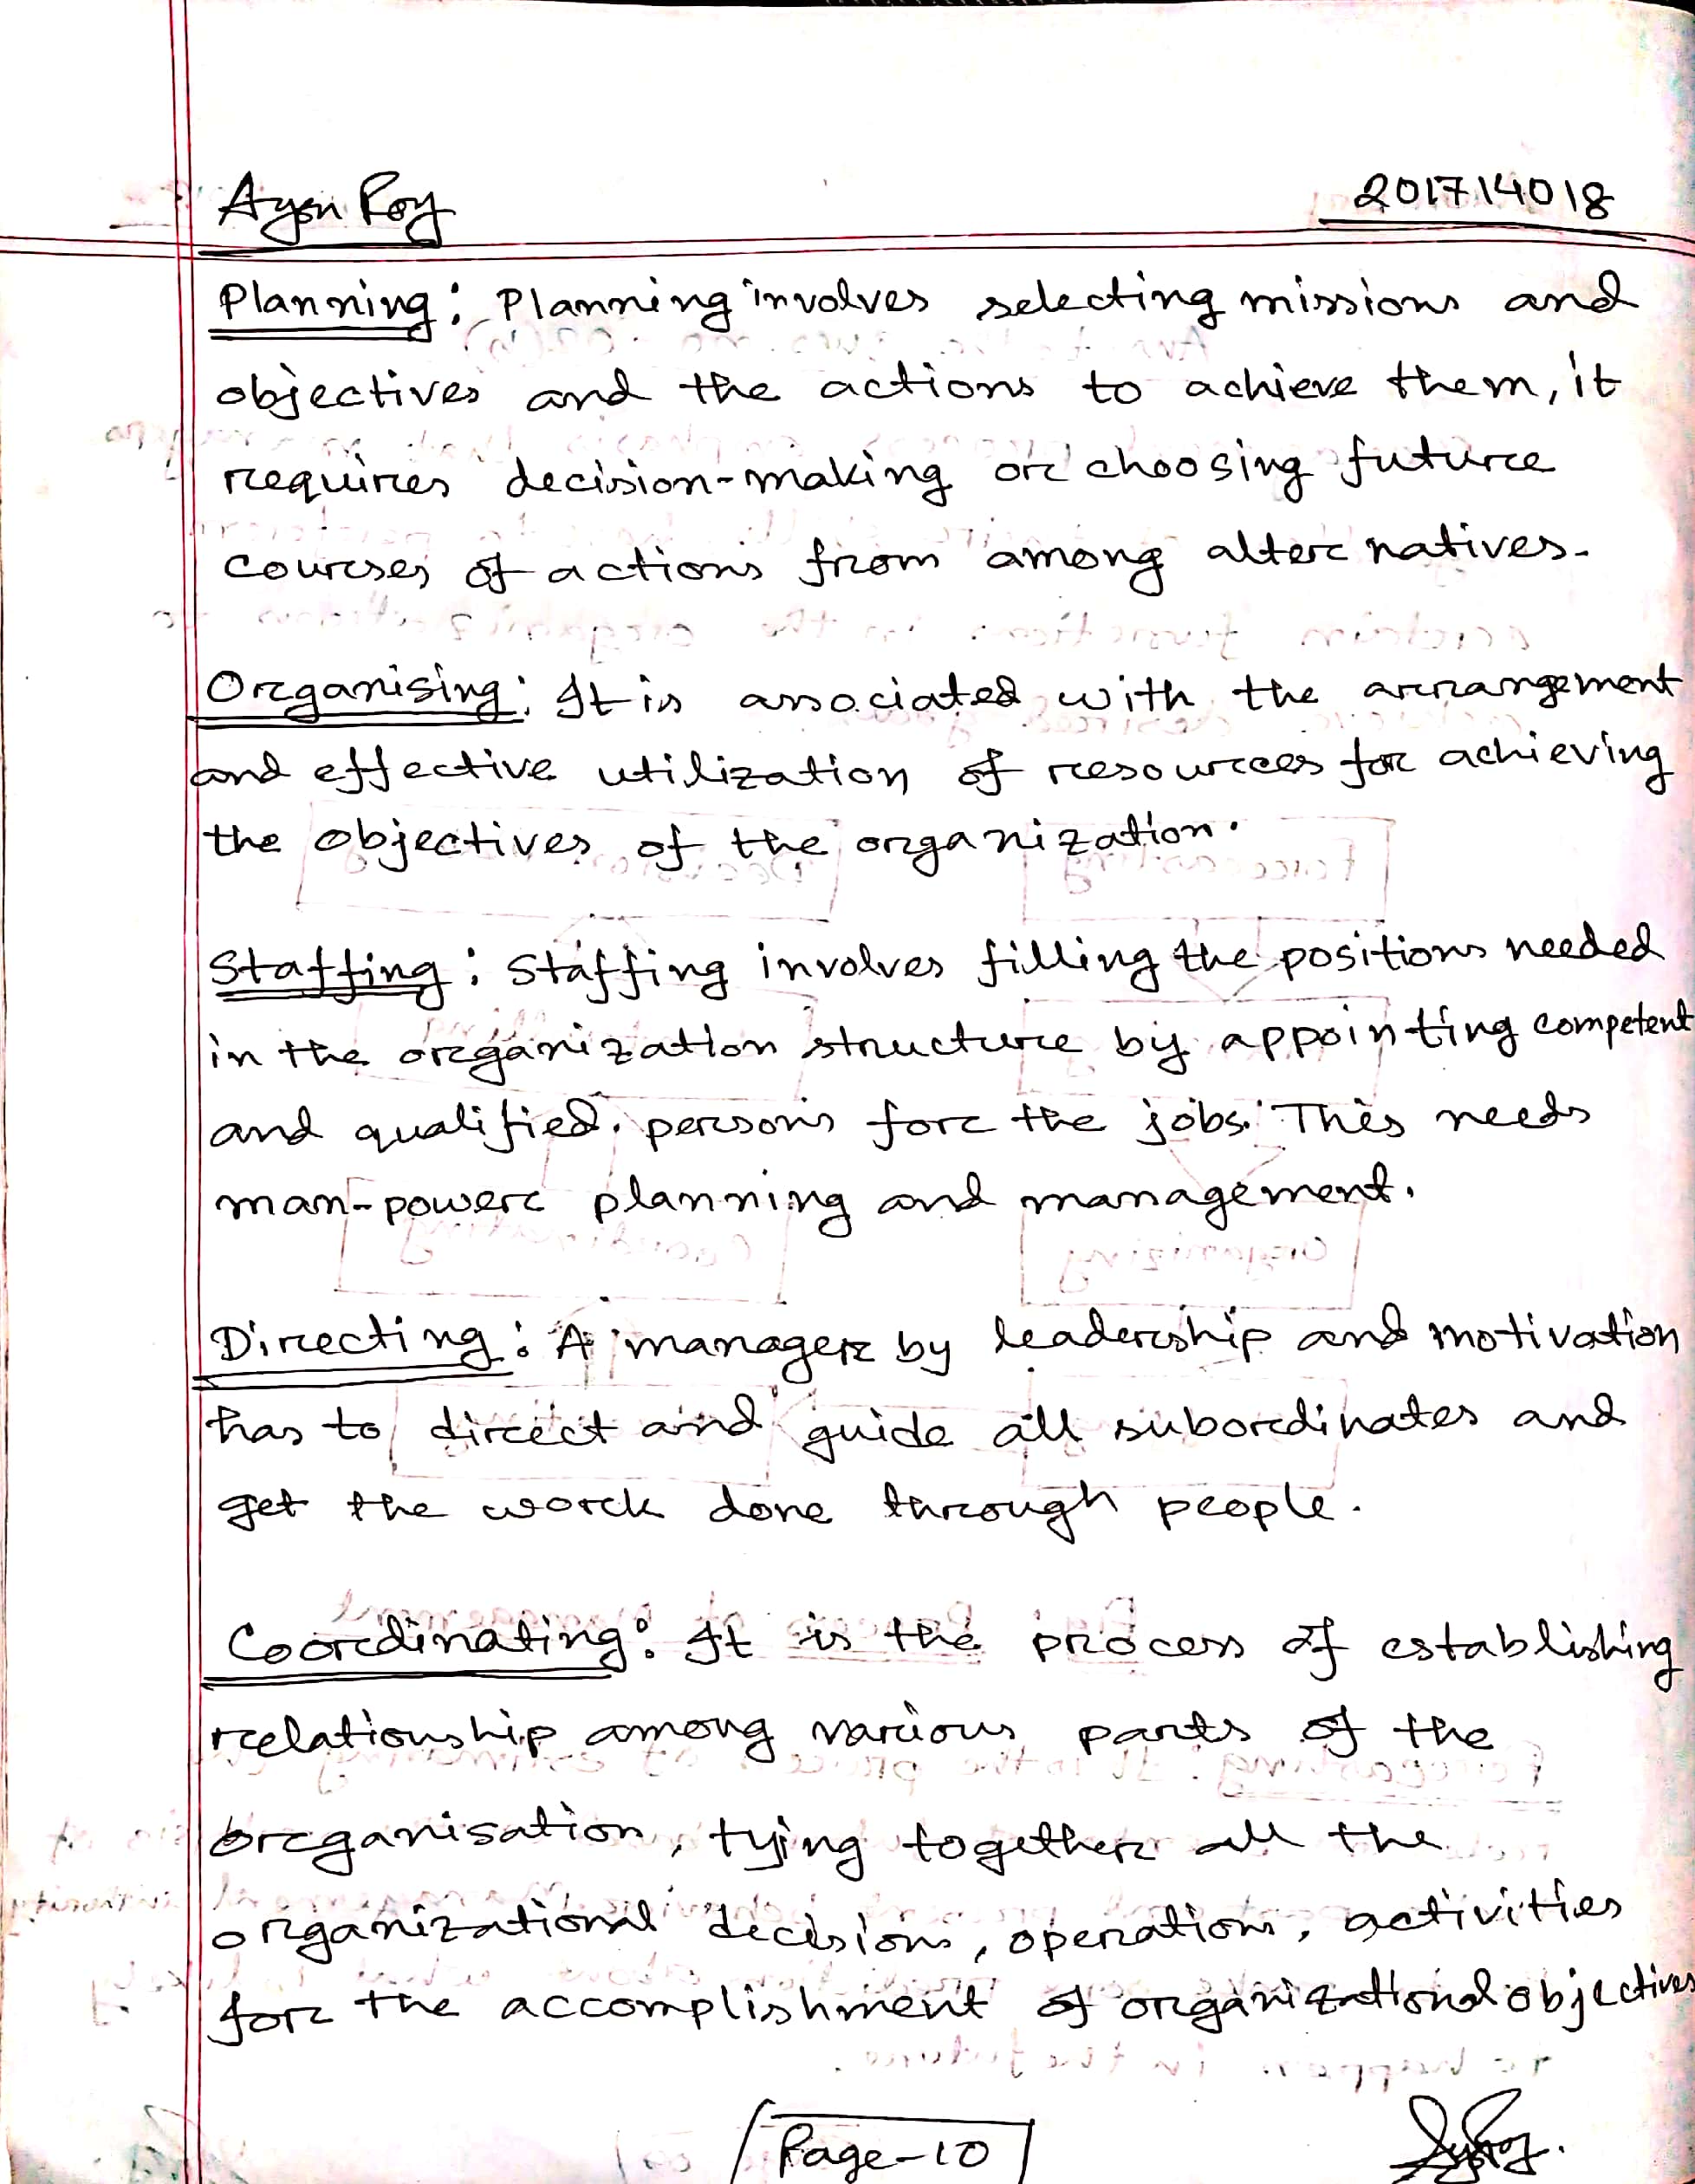 Ayon Roy 201714018
Planning: Planning involves selecting missions and
objectives and the actions to achieve them, it
requires decision-making or choosing future
courses of actions from among alternatives.
Organising: It is associated with the arrangement
and effective utilization of resources for achieving
the objectives of the organization.
Staffing: Staffing involves filling the positions needed
in the organization structure by appointing competent
and qualified persons for the jobs. This needs
man-power planning and management.
Directing: A manager by leadership and motivation
has to direct and guide all subordinates and
get the work done through people.
Coordinating: It is the process of establishing
relationship among various parts of the
organisation, tying together all the
organizational decisions, operations, activities
for the accomplishment of organizational objectives
Page-10